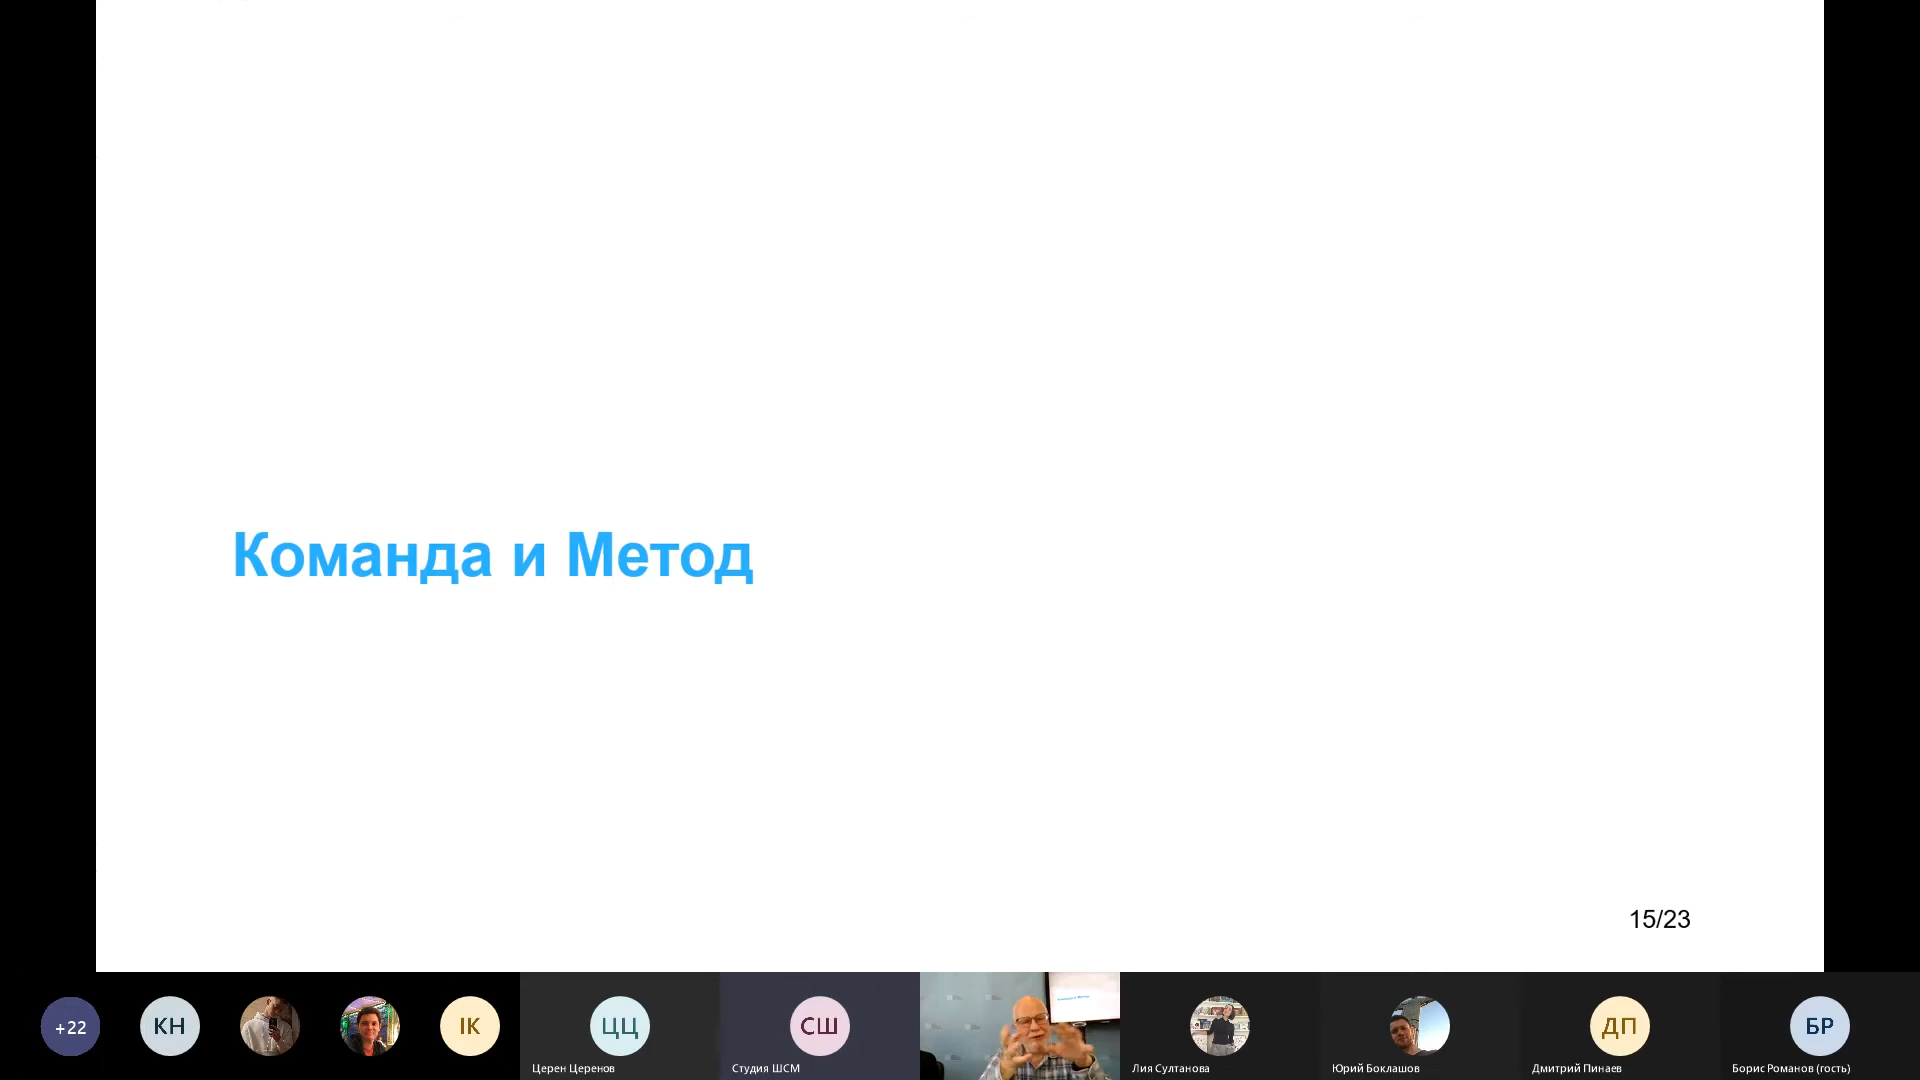 Команда и Метод
15/23
+22
КН
ІК
ЦЦ
Церен Церенов
СШ
Студия ШСМ
Лия Султанова
Юрий Боклашов
ДП
Дмитрий Пинаев
БР
Борис Романов (гость)